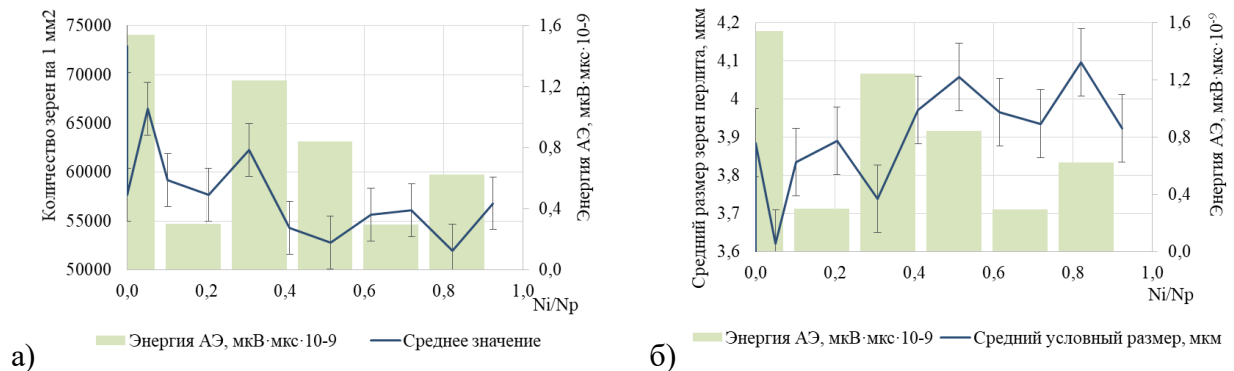 Количество зерен на 1 мм2
75000
70000
65000
60000
55000
50000
1,6
1,2
0,8
0,4
0,0
Энергия АЭ, мкВ·мкс·10-9
0,0 0,2 0,4 0,6 0,8 1,0
Ni/Np
Энергия АЭ, мкВ·мкс·10-9 Среднее значение
а)
Средний размер зерен перлита, мкм
4,2
4,1
4
3,9
3,8
3,7
3,6
1,6
1,2
0,8
0,4
0,0
Энергия АЭ, мкВ·мкс·10-9
0,0 0,2 0,4 0,6 0,8 1,0
Ni/Np
Энергия АЭ, мкВ·мкс·10-9 Средний условный размер, мкм
б)